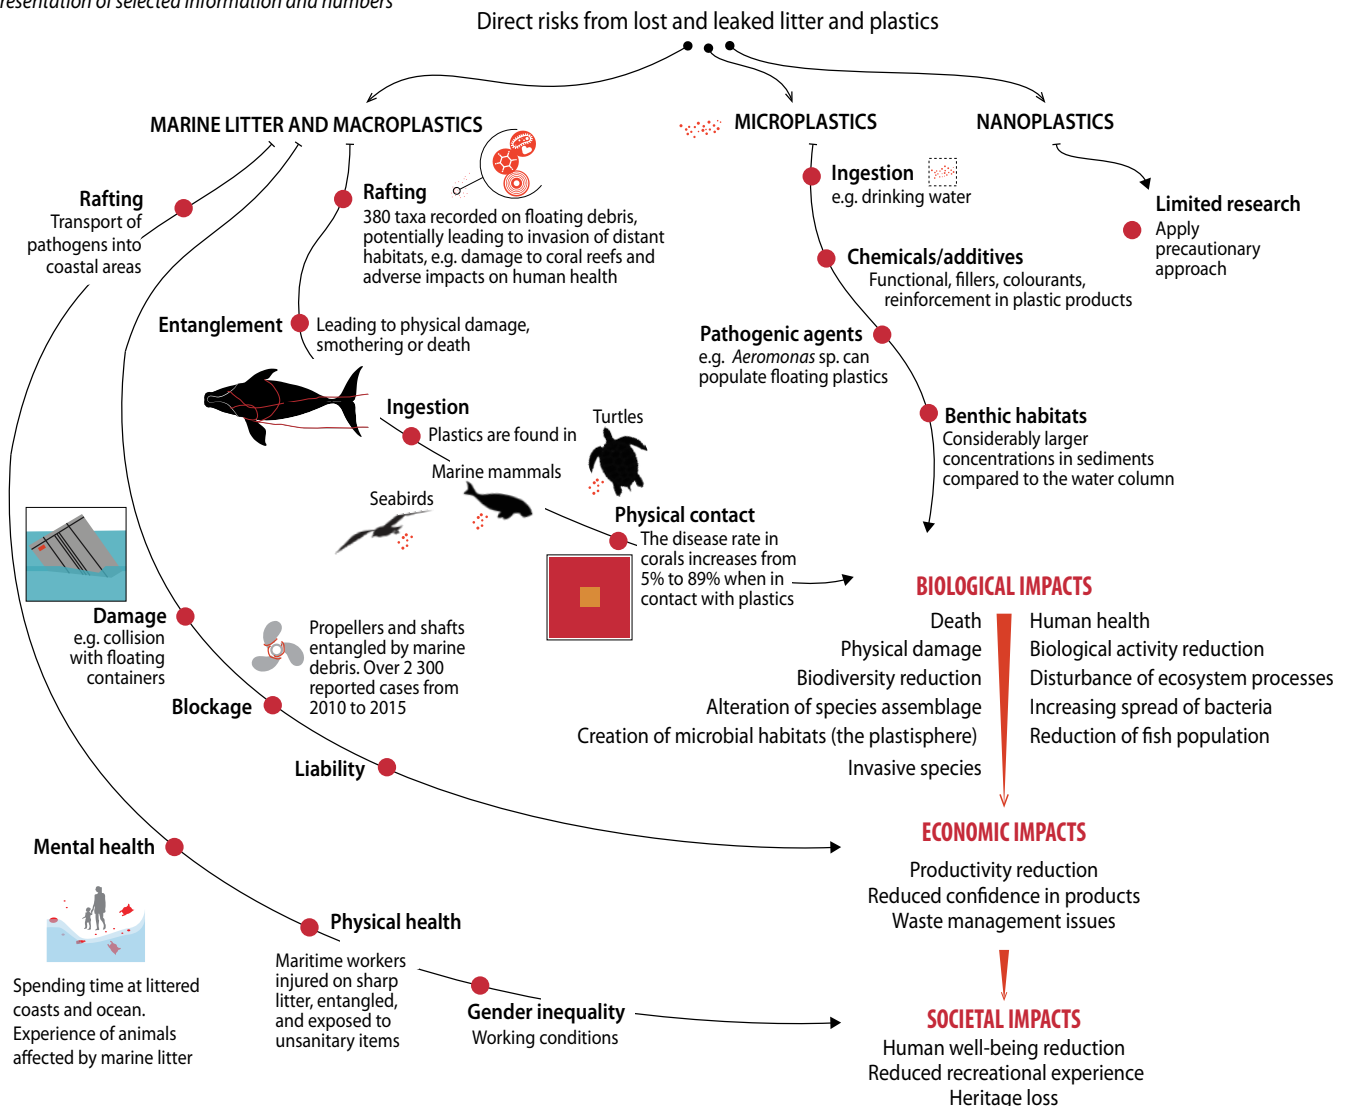 presentation of selected information and numbers
Direct risks from lost and leaked litter and plastics
MARINE LITTER AND MACROPLASTICS
MICROPLASTICS
NANOPLASTICS
Rafting
Transport of
pathogens into
coastal areas
Rafting
380 taxa recorded on floating debris,
potentially leading to invasion of distant
habitats, e.g. damage to coral reefs and
adverse impacts on human health
Ingestion
e.g. drinking water
Limited research
Apply
precautionary
approach
Chemicals/additives
Functional, fillers, colourants,
reinforcement in plastic products
Entanglement
Leading to physical damage,
smothering or death
Pathogenic agents
e.g. Aeromonas sp. can
populate floating plastics
Ingestion
Plastics are found in
Turtles
Marine mammals
Seabirds
Benthic habitats
Considerably larger
concentrations in sediments
compared to the water column
Physical contact
The disease rate in
corals increases from
5% to 89% when in
contact with plastics
Damage
e.g. collision
with floating
containers
Propellers and shafts
entangled by marine
debris. Over 2 300
reported cases from
2010 to 2015
Blockage
Liability
BIOLOGICAL IMPACTS
Death
Physical damage
Biodiversity reduction
Alteration of species assemblage
Creation of microbial habitats (the plastisphere)
Invasive species
Human health
Biological activity reduction
Disturbance of ecosystem processes
Increasing spread of bacteria
Reduction of fish population
ECONOMIC IMPACTS
Productivity reduction
Reduced confidence in products
Waste management issues
Mental health
Spending time at littered
coasts and ocean.
Experience of animals
affected by marine litter
Physical health
Maritime workers
injured on sharp
litter, entangled,
and exposed to
unsanitary items
Gender inequality
Working conditions
SOCIETAL IMPACTS
Human well-being reduction
Reduced recreational experience
Heritage loss